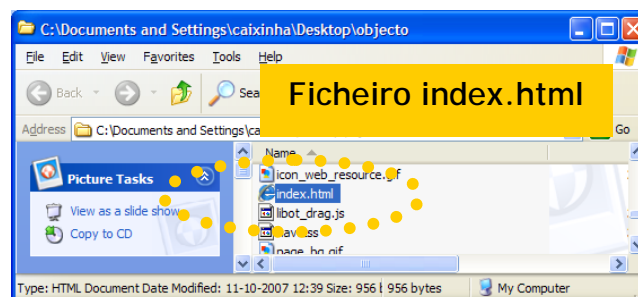 C:\Documents and Settings\caixinha\Desktop\objecto
File Edit View Favorites Tools Help
Back Sea
Ficheiro index.html
Address C:\Documents and Settings\ca Go
Name
Picture Tasks
icon_web_resource.gif
index.html
View as a slide show
libot_drag.js
Copy to CD
page_bg.gif
Type: HTML Document Date Modified: 11-10-2007 12:39 Size: 956 b 956 bytes My Computer